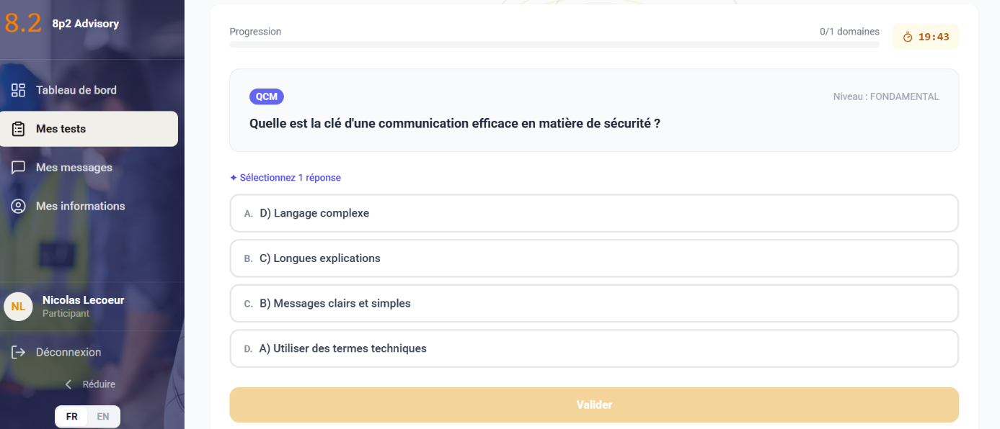 8.2 8p2 Advisory
Tableau de bord
Mes tests
Mes messages
Mes informations
NL
Nicolas Lecoeur
Participant
Déconnexion
Réduire
FR EN
Progression 0/1 domaines 19:43
QCM Niveau : FONDAMENTAL
Quelle est la clé d'une communication efficace en matière de sécurité ?
Sélectionnez 1 réponse
A. D) Langage complexe
B. C) Longues explications
C. B) Messages clairs et simples
D. A) Utiliser des termes techniques
Valider